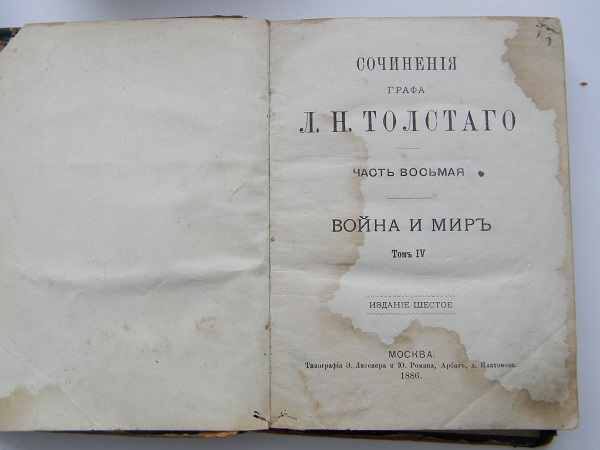 СОЧИНЕНІЯ
ГРАФА
Л. Н. ТОЛСТАГО
ЧАСТЬ ВОСЬМАЯ
ВОЙНА И МИРЪ
Томъ IV
ИЗДАНІЕ ШЕСТОЕ
МОСКВА.
Типографія Э. Лисснера и Ю. Романа, Арбатъ, д. Платонова.
1886.